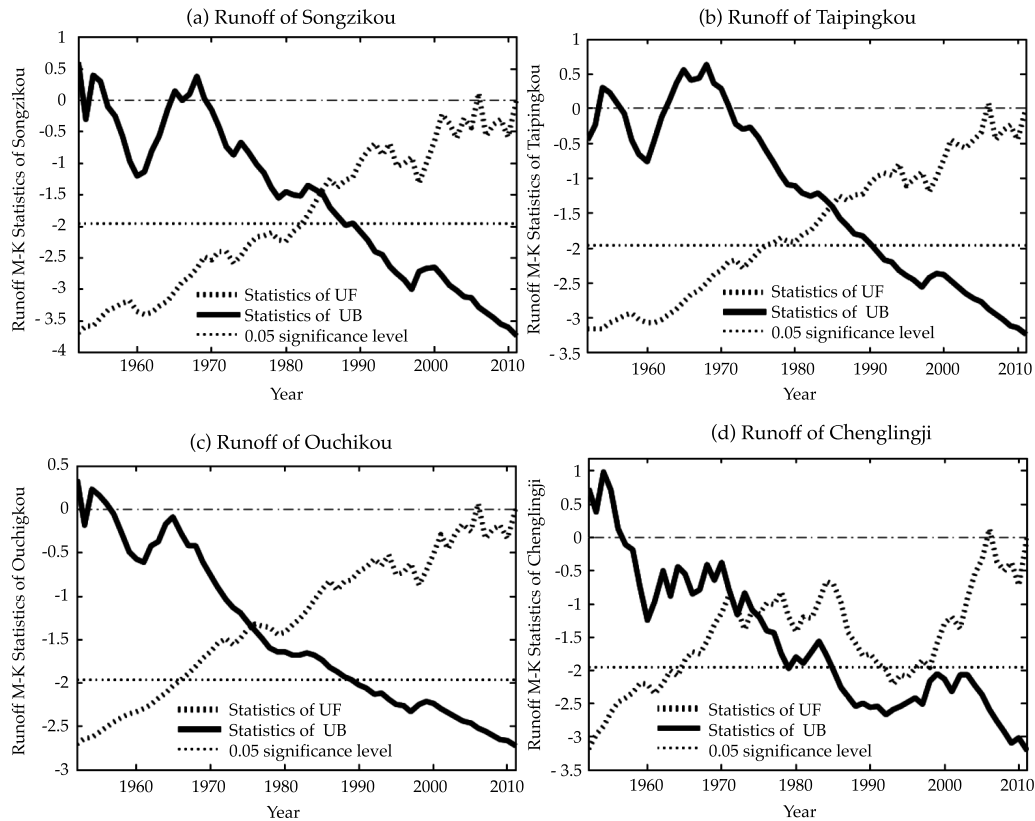 (a) Runoff of Songzikou
Runoff M-K Statistics of Songzikou
1
0.5
0
-0.5
-1
-1.5
-2
-2.5
-3
- 3.5
-4
Statistics of UF
Statistics of UB
0.05 significance level
1960 1970 1980 1990 2000 2010
Year
(b) Runoff of Taipingkou
Runoff M-K Statistics of Taipingkou
1
0.5
0
-0.5
-1
-1.5
-2
-2.5
-3
- 3.5
Statistics of UF
Statistics of UB
0.05 significance level
1960 1970 1980 1990 2000 2010
Year
(c) Runoff of Ouchikou
Runoff M-K Statistics of Ouchigkou
0.5
0
-0.5
-1
-1.5
-2
-2.5
-3
Statistics of UF
Statistics of UB
0.05 significance level
1960 1970 1980 1990 2000 2010
Year
(d) Runoff of Chenglingji
Runoff M-K Statistics of Chenglingji
1
0.5
0
-0.5
-1
-1.5
-2
-2.5
-3
- 3.5
Statistics of UF
Statistics of UB
0.05 significance level
1960 1970 1980 1990 2000 2010
Year